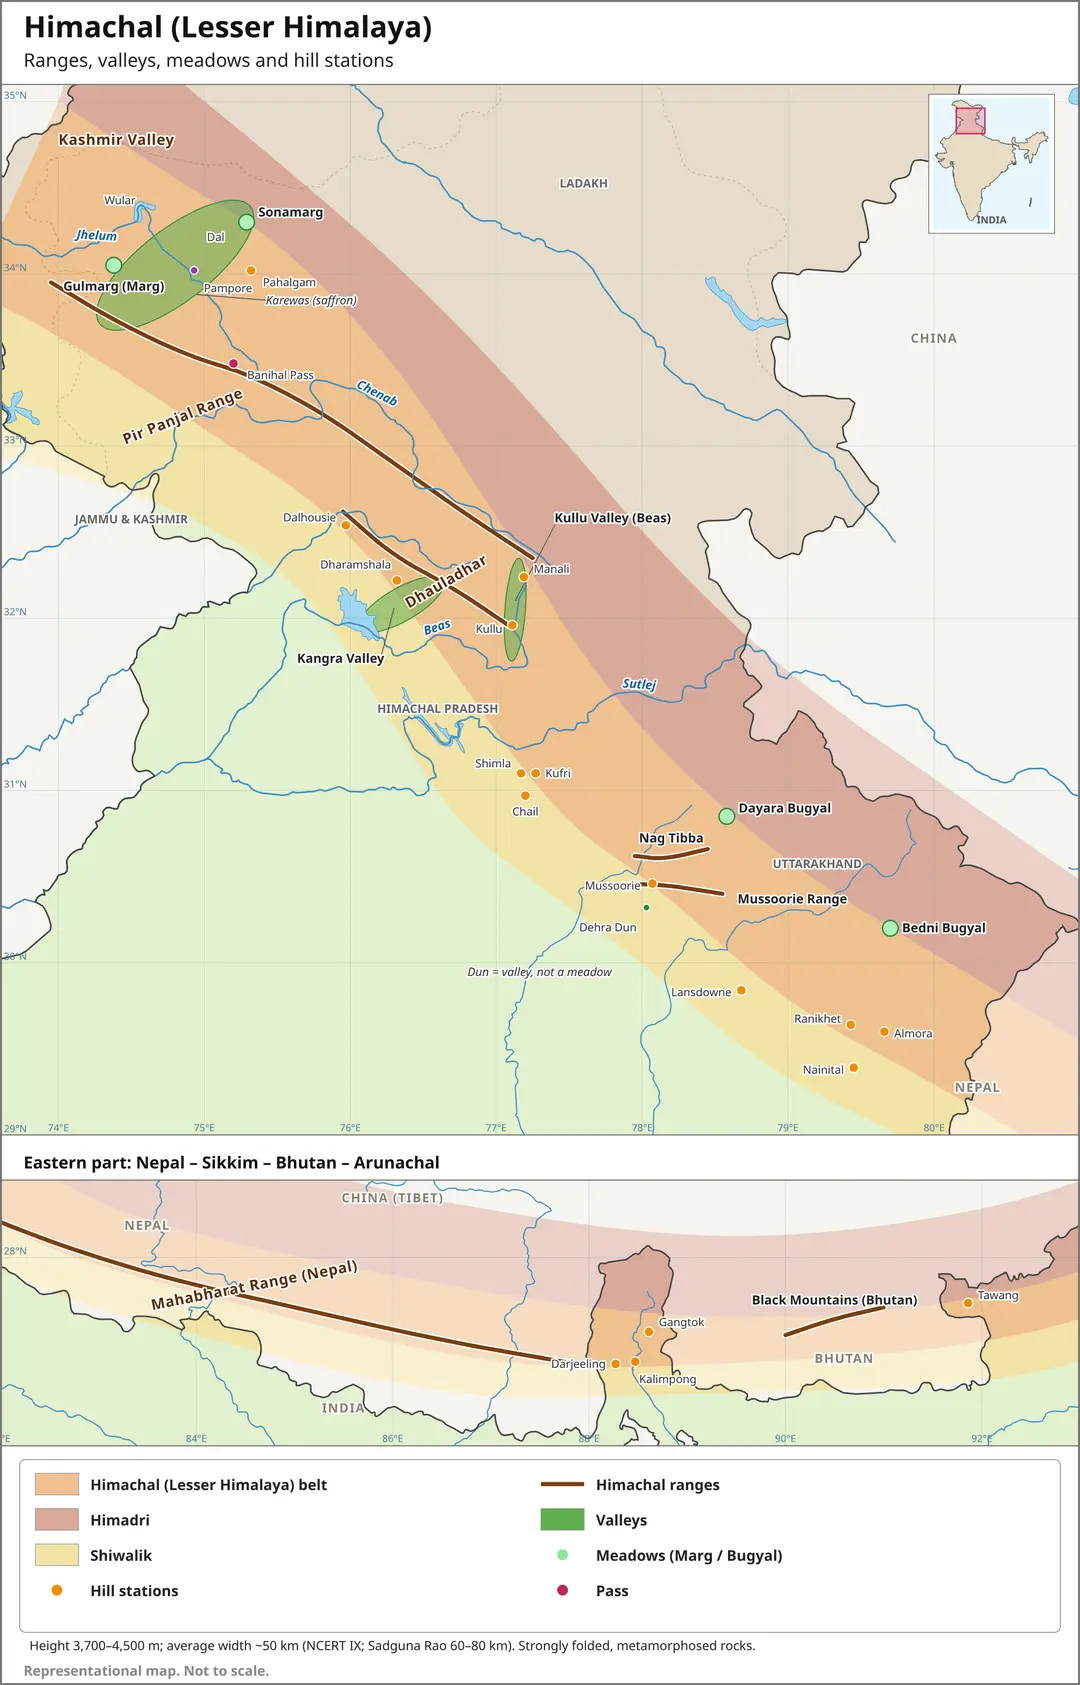 Himachal (Lesser Himalaya)
Ranges, valleys, meadows and hill stations
35°N
Kashmir Valley
LADAKH
INDIA
Wular
Sonamarg
Jhelum
Dal
34°N
Gulmarg (Marg)
Pampore
Pahalgam
Karewas (saffron)
CHINA
Banihal Pass
Chenab
Pir Panjal Range
33°N
JAMMU & KASHMIR
Dalhousie
Kullu Valley (Beas)
Dharamshala
Manali
Dhauladhar
32°N
Beas
Kullu
Kangra Valley
Sutlej
HIMACHAL PRADESH
Shimla
Kufri
31°N
Chail
Dayara Bugyal
Nag Tibba
UTTARAKHAND
Mussoorie
Mussoorie Range
Dehra Dun
Bedni Bugyal
30°N
Dun = valley, not a meadow
Lansdowne
Ranikhet
Almora
Nainital
NEPAL
29°N
74°E
75°E
76°E
77°E
78°E
79°E
80°E
Eastern part: Nepal – Sikkim – Bhutan – Arunachal
CHINA (TIBET)
NEPAL
28°N
Mahabharat Range (Nepal)
Black Mountains (Bhutan)
Tawang
Gangtok
Darjeeling
BHUTAN
Kalimpong
INDIA
°E
84°E
86°E
88°E
90°E
92°E
Himachal (Lesser Himalaya) belt
Himachal ranges
Himadri
Valleys
Shiwalik
Meadows (Marg / Bugyal)
Hill stations
Pass
Height 3,700–4,500 m; average width ~50 km (NCERT IX; Sadguna Rao 60–80 km). Strongly folded, metamorphosed rocks.
Representational map. Not to scale.